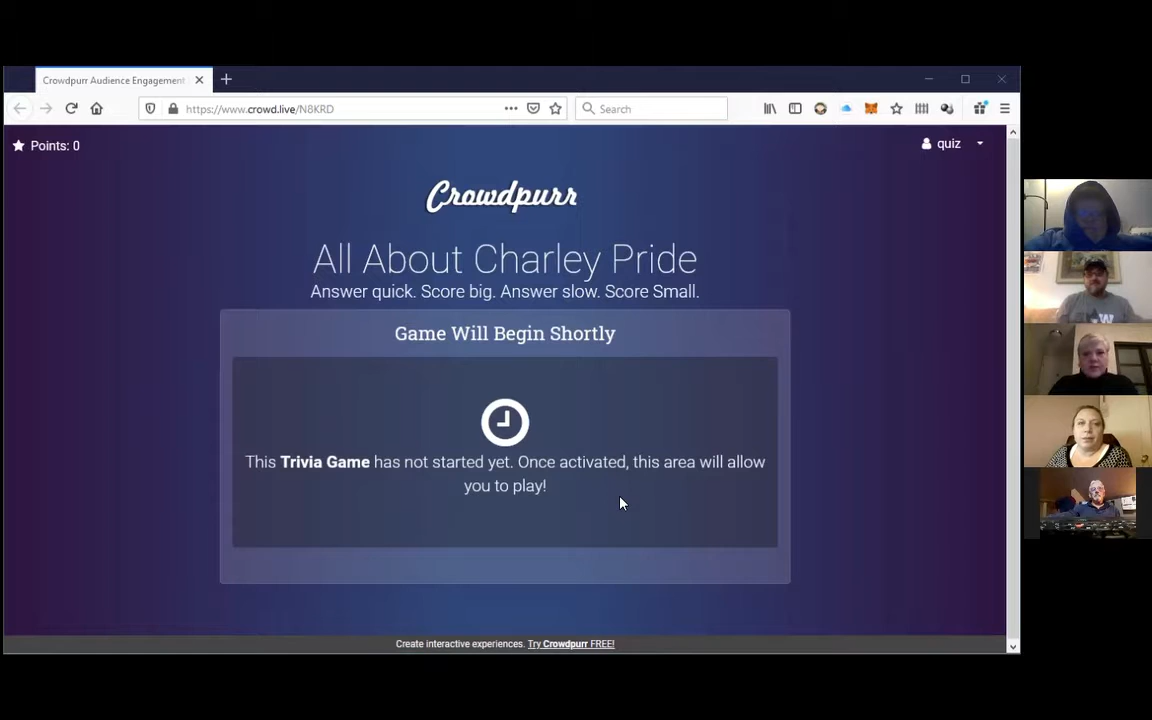 Crowdpurr Audience Engagement
https://www.crowd.live/N8KRD
Search
Points: 0
quiz
Crowdpurr
All About Charley Pride
Answer quick. Score big. Answer slow. Score Small.
Game Will Begin Shortly
This Trivia Game has not started yet. Once activated, this area will allow
you to play!
Create interactive experiences. Try Crowdpurr FREE!
W